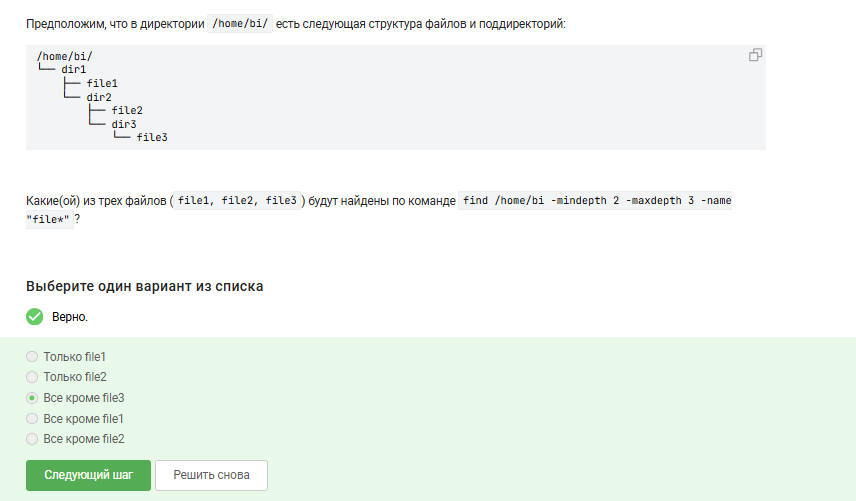 Предположим, что в директории /home/bi/ есть следующая структура файлов и поддиректорий:
/home/bi/
└── dir1
    ├── file1
    └── dir2
        ├── file2
        └── dir3
            └── file3
Какие(ой) из трех файлов ( file1, file2, file3 ) будут найдены по команде find /home/bi -mindepth 2 -maxdepth 3 -name
"file*" ?
Выберите один вариант из списка
Верно.
Только file1
Только file2
Все кроме file3
Все кроме file1
Все кроме file2
Следующий шаг Решить снова